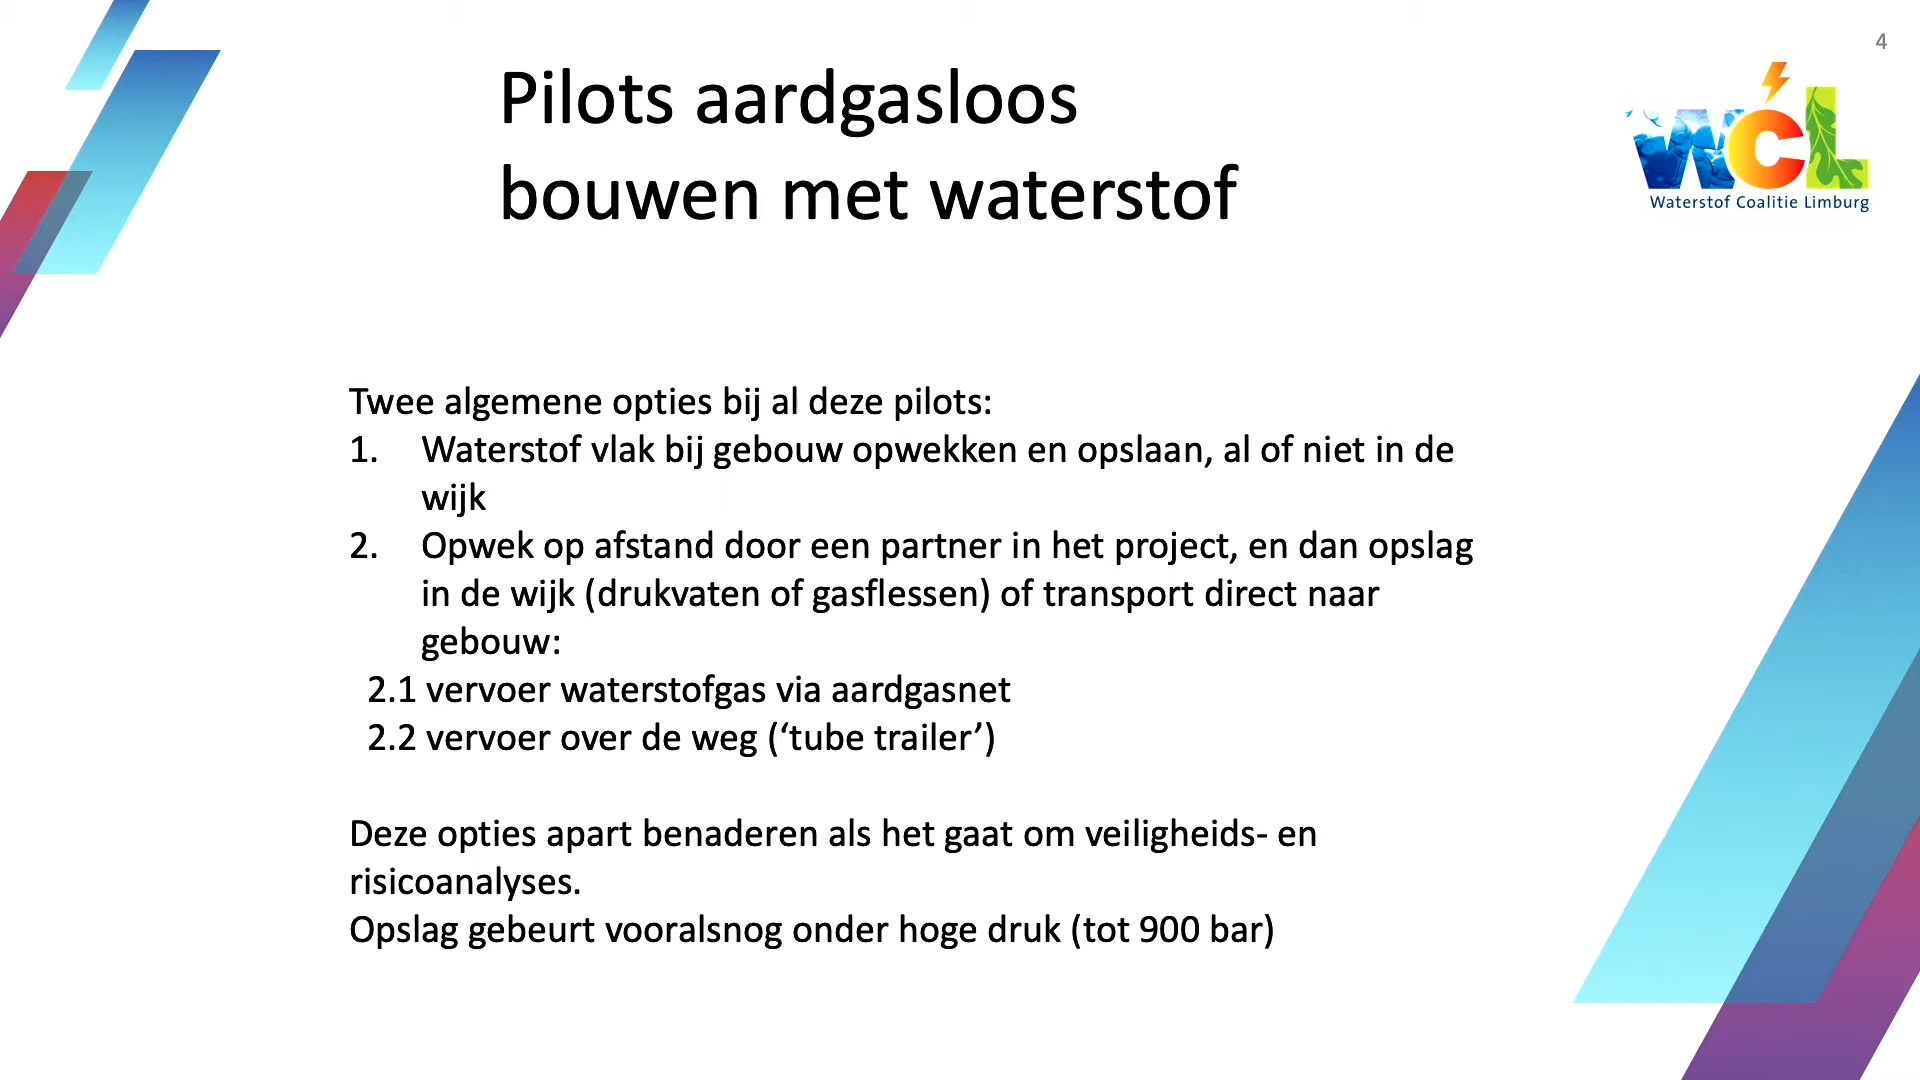 4
Pilots aardgasloos
bouwen met waterstof
WCL
Waterstof Coalitie Limburg
Twee algemene opties bij al deze pilots:
1. Waterstof vlak bij gebouw opwekken en opslaan, al of niet in de
wijk
2. Opwek op afstand door een partner in het project, en dan opslag
in de wijk (drukvaten of gasflessen) of transport direct naar
gebouw:
2.1 vervoer waterstofgas via aardgasnet
2.2 vervoer over de weg (‘tube trailer’)
Deze opties apart benaderen als het gaat om veiligheids- en
risicoanalyses.
Opslag gebeurt vooralsnog onder hoge druk (tot 900 bar)